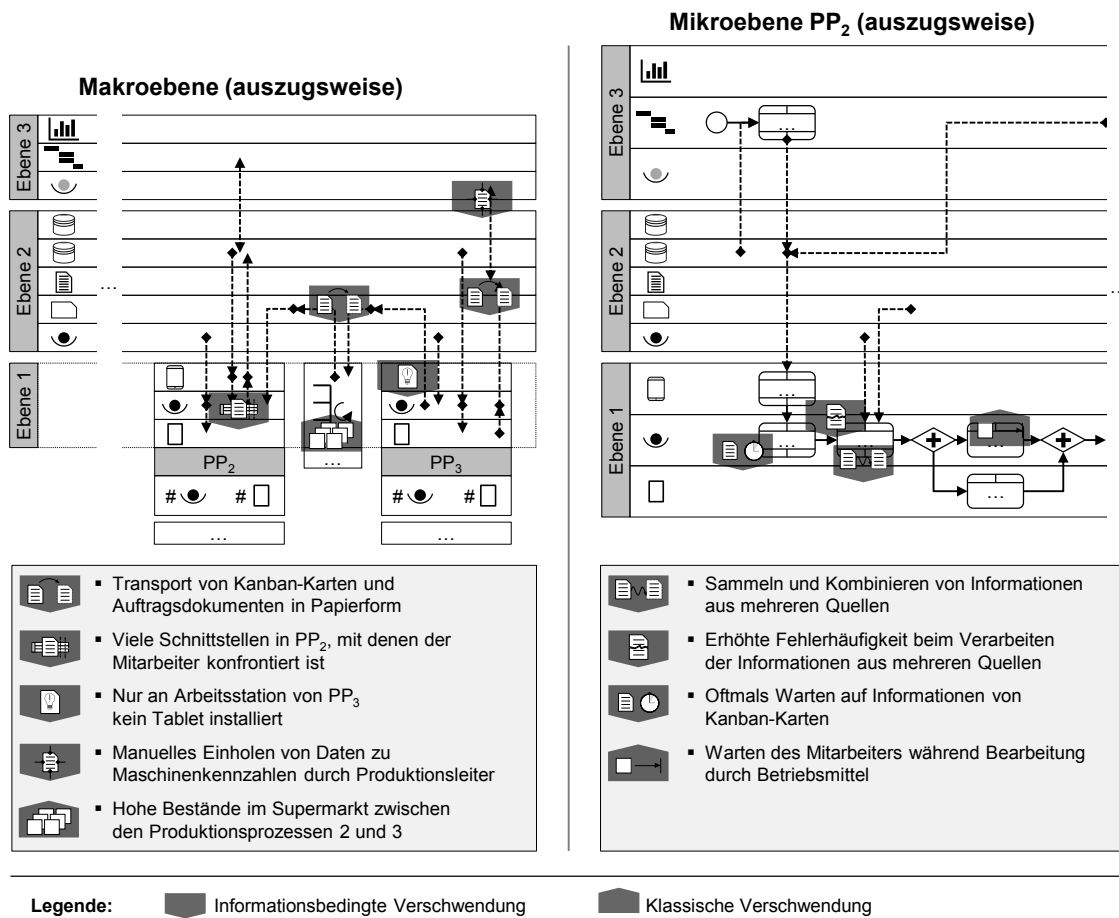 Mikroebene PP2 (auszugsweise)
Makroebene (auszugsweise)
Ebene 3
Ebene 2
...
Ebene 1
PP2
#
#
...
...
PP3
#
#
...
Ebene 3
...
Ebene 2
...
Ebene 1
...
...
...
...
...
Transport von Kanban-Karten und
Auftragsdokumenten in Papierform
Viele Schnittstellen in PP2, mit denen der
Mitarbeiter konfrontiert ist
Nur an Arbeitsstation von PP3
kein Tablet installiert
Manuelles Einholen von Daten zu
Maschinenkennzahlen durch Produktionsleiter
Hohe Bestände im Supermarkt zwischen
den Produktionsprozessen 2 und 3
Sammeln und Kombinieren von Informationen
aus mehreren Quellen
Erhöhte Fehlerhäufigkeit beim Verarbeiten
der Informationen aus mehreren Quellen
Oftmals Warten auf Informationen von
Kanban-Karten
Warten des Mitarbeiters während Bearbeitung
durch Betriebsmittel
Legende:
Informationsbedingte Verschwendung
Klassische Verschwendung